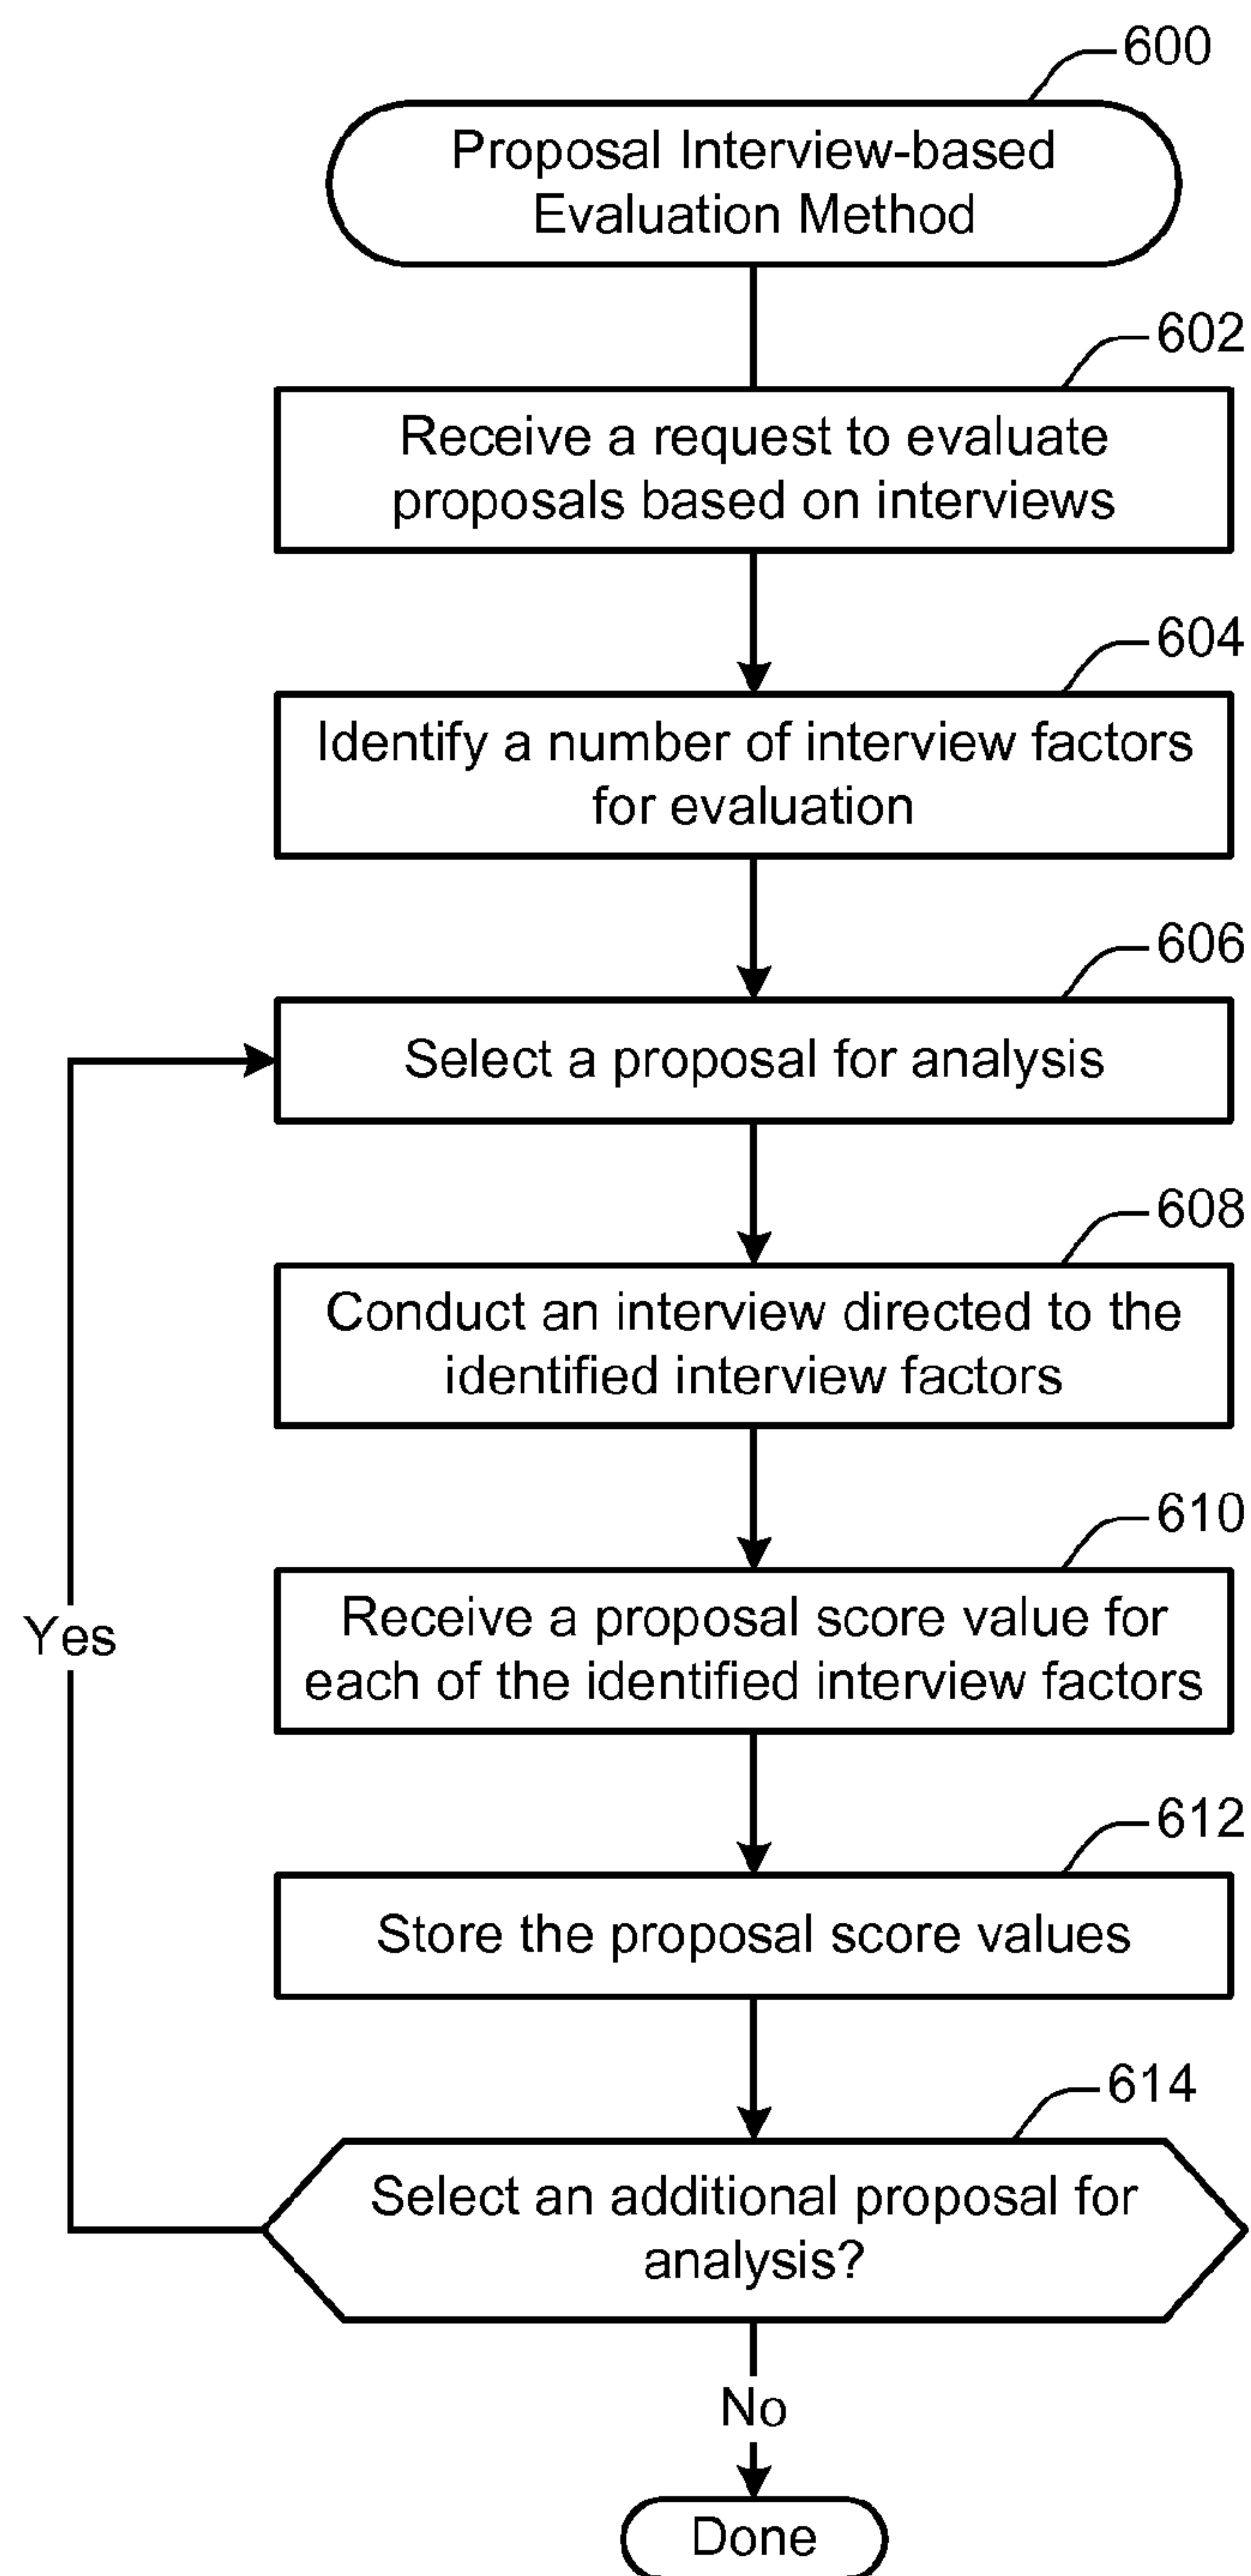 600
Proposal Interview-based
Evaluation Method
602
Receive a request to evaluate
proposals based on interviews
604
Identify a number of interview factors
for evaluation
606
Select a proposal for analysis
608
Conduct an interview directed to the
identified interview factors
610
Receive a proposal score value for
each of the identified interview factors
Yes
612
Store the proposal score values
614
Select an additional proposal for
analysis?
No
Done